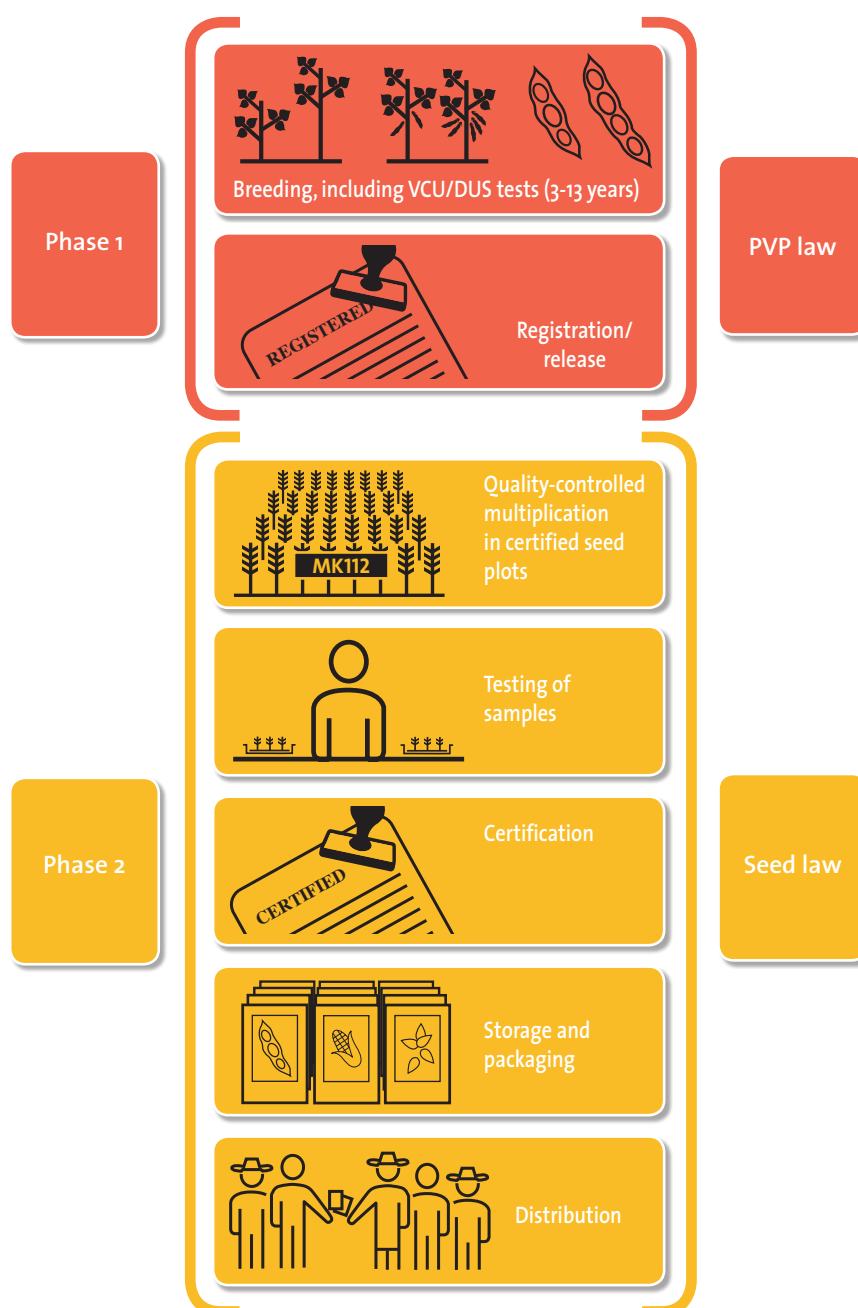 Breeding, including VCU/DUS tests (3-13 years)
Phase 1
PVP law
REGISTERED
Registration/
release
Quality-controlled
multiplication
in certified seed
plots
MK112
Testing of
samples
Phase 2
Seed law
CERTIFIED
Certification
Storage and
packaging
Distribution